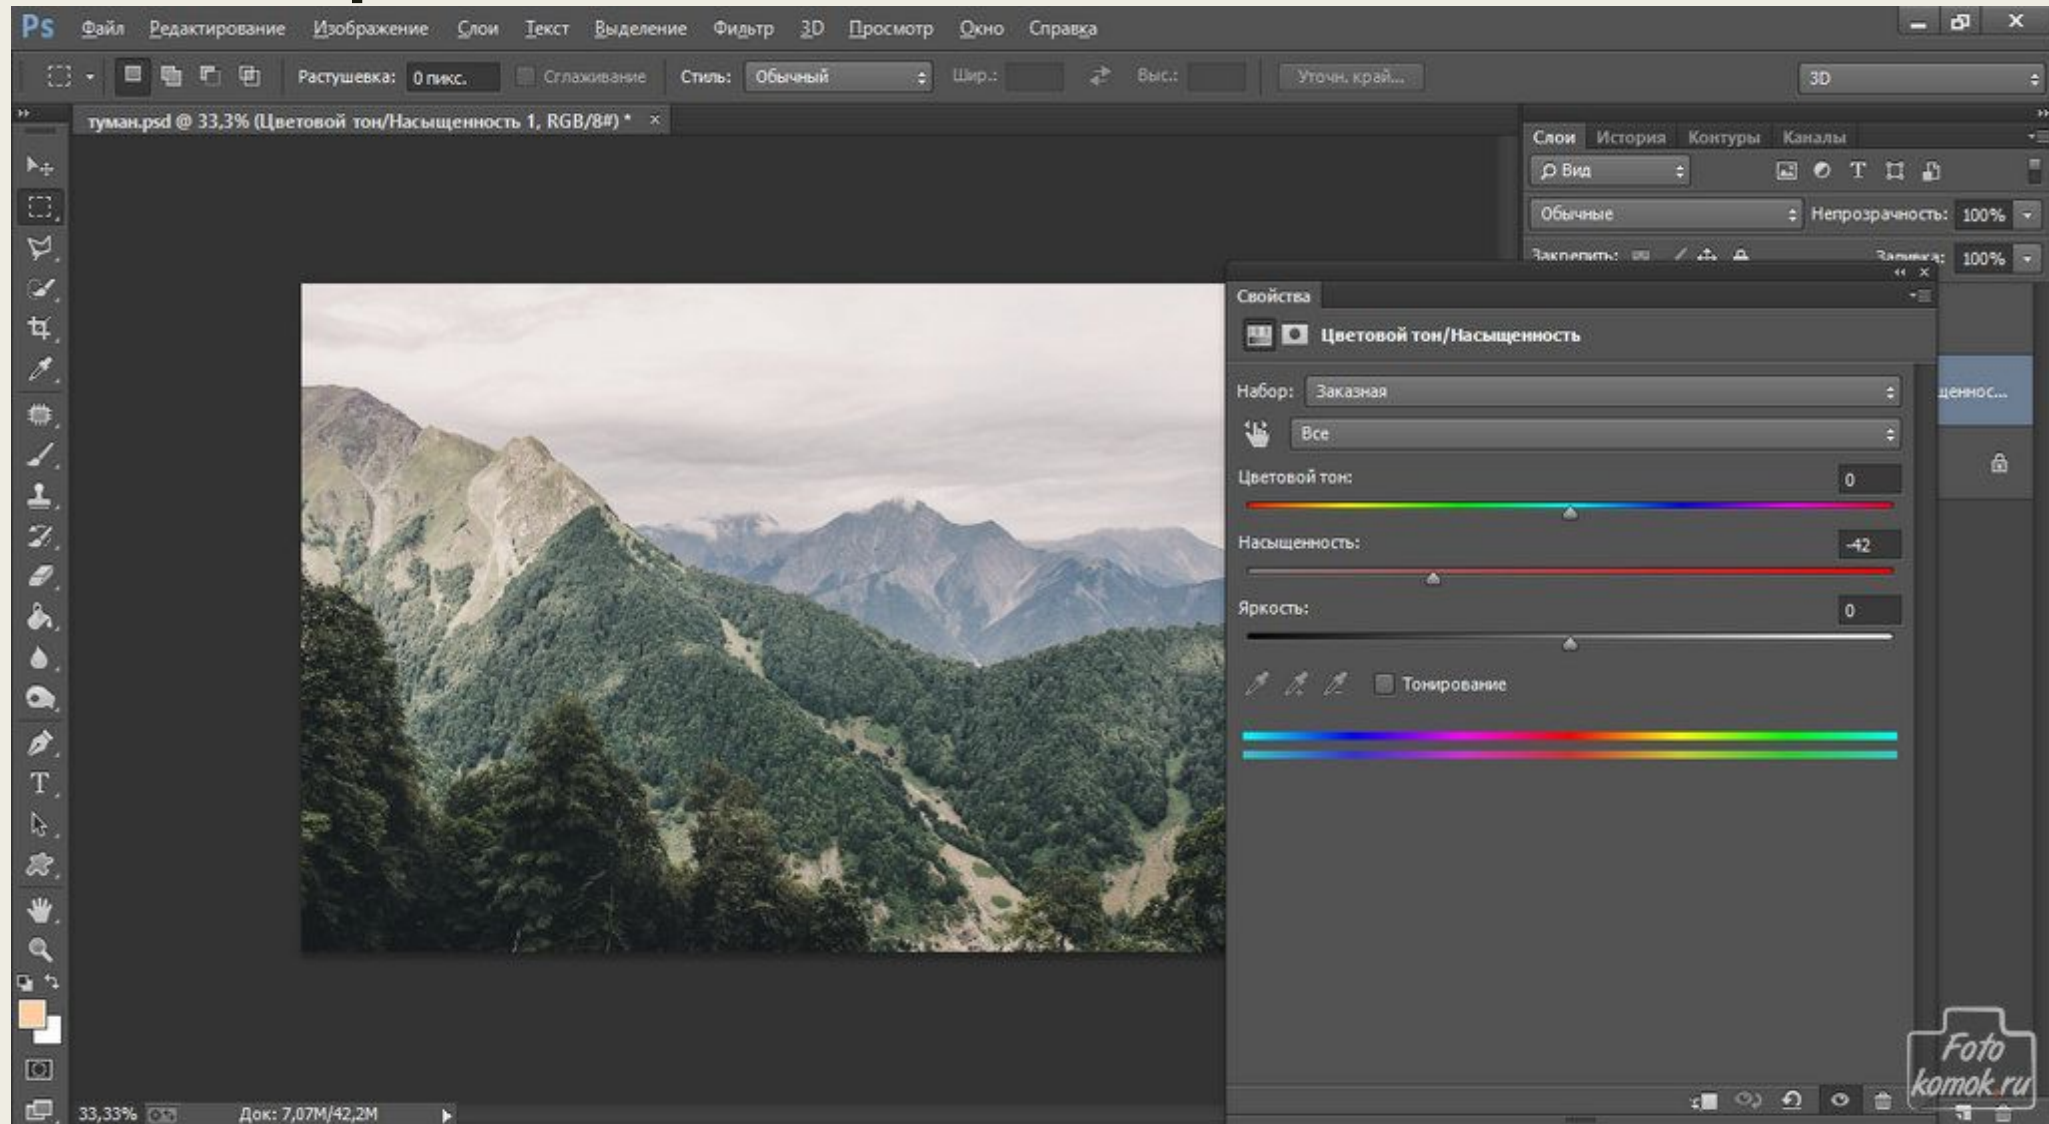 Ps Файл Редактирование Изображение Слои Текст Выделение Фильтр 3D Просмотр Окно Справка
Растушевка: 0 пикс. Сглаживание Стиль: Обычный Шир.: Выс.: Уточн. край... 3D
туман.psd @ 33,3% (Цветовой тон/Насыщенность 1, RGB/8#) * ×
Слои История Контуры Каналы
Вид
Обычные Непрозрачность: 100%
Закрепить: Заливка: 100%
Свойства
Цветовой тон/Насыщенность
Набор: Заказная
щеннос...
Все
Цветовой тон: 0
Насыщенность: -42
Яркость: 0
Тонирование
33,33% Док: 7,07M/42,2M
Foto
komok.ru